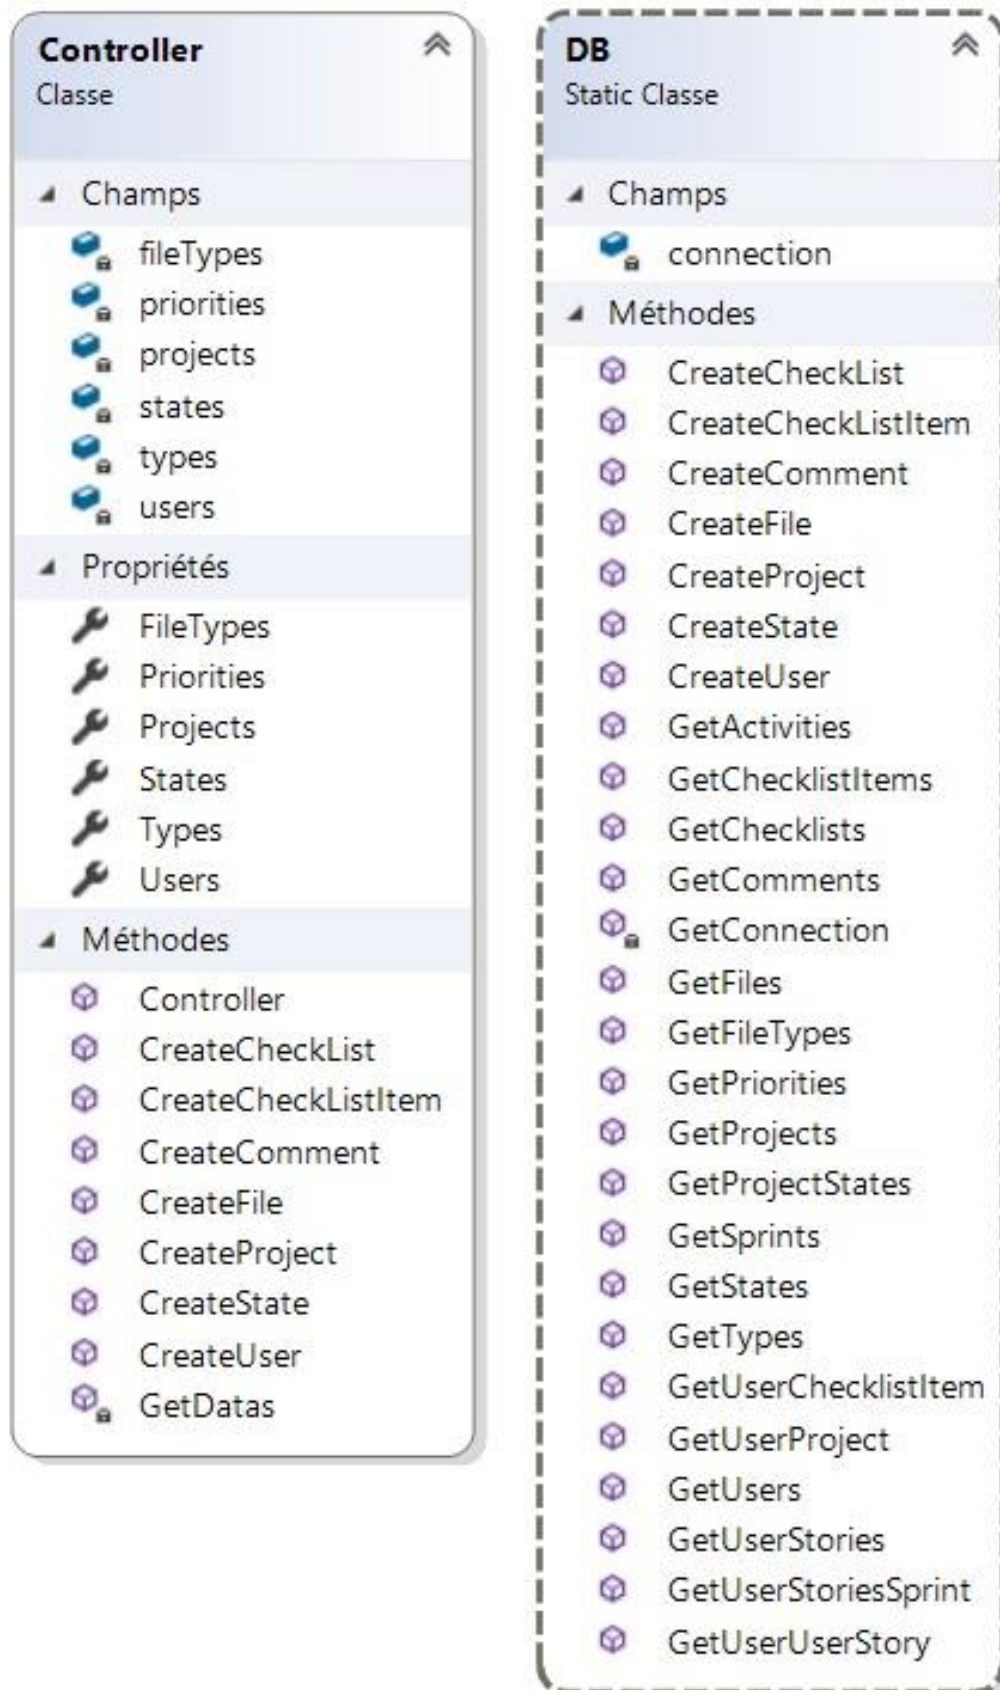 Controller
Classe
Champs
fileTypes
priorities
projects
states
types
users
Propriétés
FileTypes
Priorities
Projects
States
Types
Users
Méthodes
Controller
CreateCheckList
CreateCheckListItem
CreateComment
CreateFile
CreateProject
CreateState
CreateUser
GetDatas
DB
Static Classe
Champs
connection
Méthodes
CreateCheckList
CreateCheckListItem
CreateComment
CreateFile
CreateProject
CreateState
CreateUser
GetActivities
GetChecklistItems
GetChecklists
GetComments
GetConnection
GetFiles
GetFileTypes
GetPriorities
GetProjects
GetProjectStates
GetSprints
GetStates
GetTypes
GetUserChecklistItem
GetUserProject
GetUsers
GetUserStories
GetUserStoriesSprint
GetUserUserStory